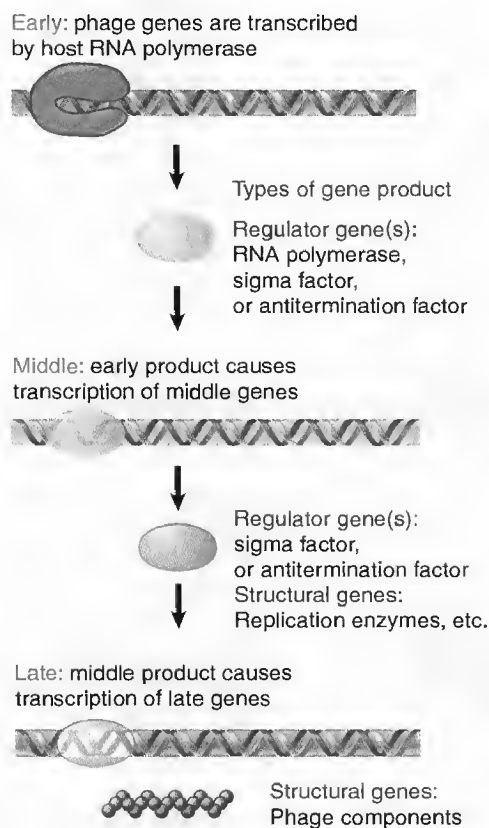 Early: phage genes are transcribed
by host RNA polymerase
Types of gene product
Regulator gene(s):
RNA polymerase,
sigma factor,
or antitermination factor
Middle: early product causes
transcription of middle genes
Regulator gene(s):
sigma factor,
or antitermination factor
Structural genes:
Replication enzymes, etc.
Late: middle product causes
transcription of late genes
Structural genes:
Phage components